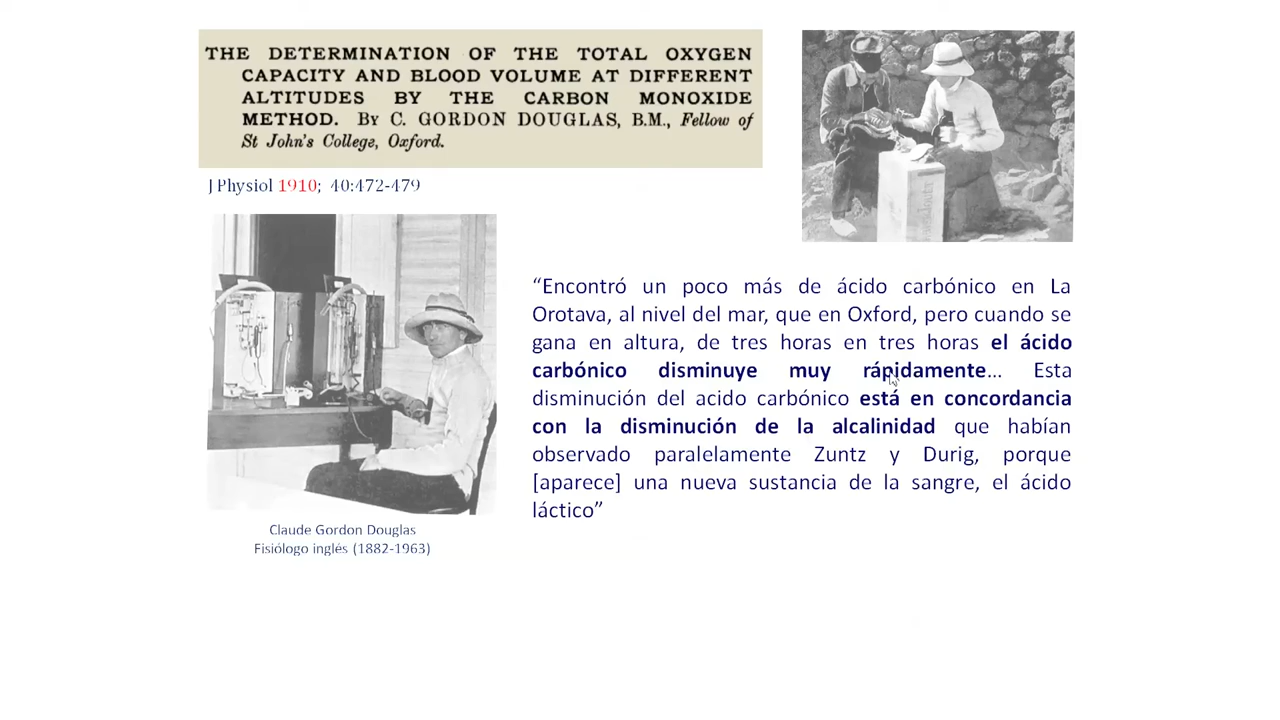 THE DETERMINATION OF THE TOTAL OXYGEN
CAPACITY AND BLOOD VOLUME AT DIFFERENT
ALTITUDES BY THE CARBON MONOXIDE
METHOD. BY C. GORDON DOUGLAS, B.M., Fellow of
St John's College, Oxford.
J Physiol 1910; 40:472-479
“Encontró un poco más de ácido carbónico en La
Orotava, al nivel del mar, que en Oxford, pero cuando se
gana en altura, de tres horas en tres horas el ácido
carbónico disminuye muy rápidamente... Esta
disminución del acido carbónico está en concordancia
con la disminución de la alcalinidad que habían
observado paralelamente Zuntz y Durig, porque
[aparece] una nueva sustancia de la sangre, el ácido
láctico”
Claude Gordon Douglas
Fisiólogo inglés (1882-1963)